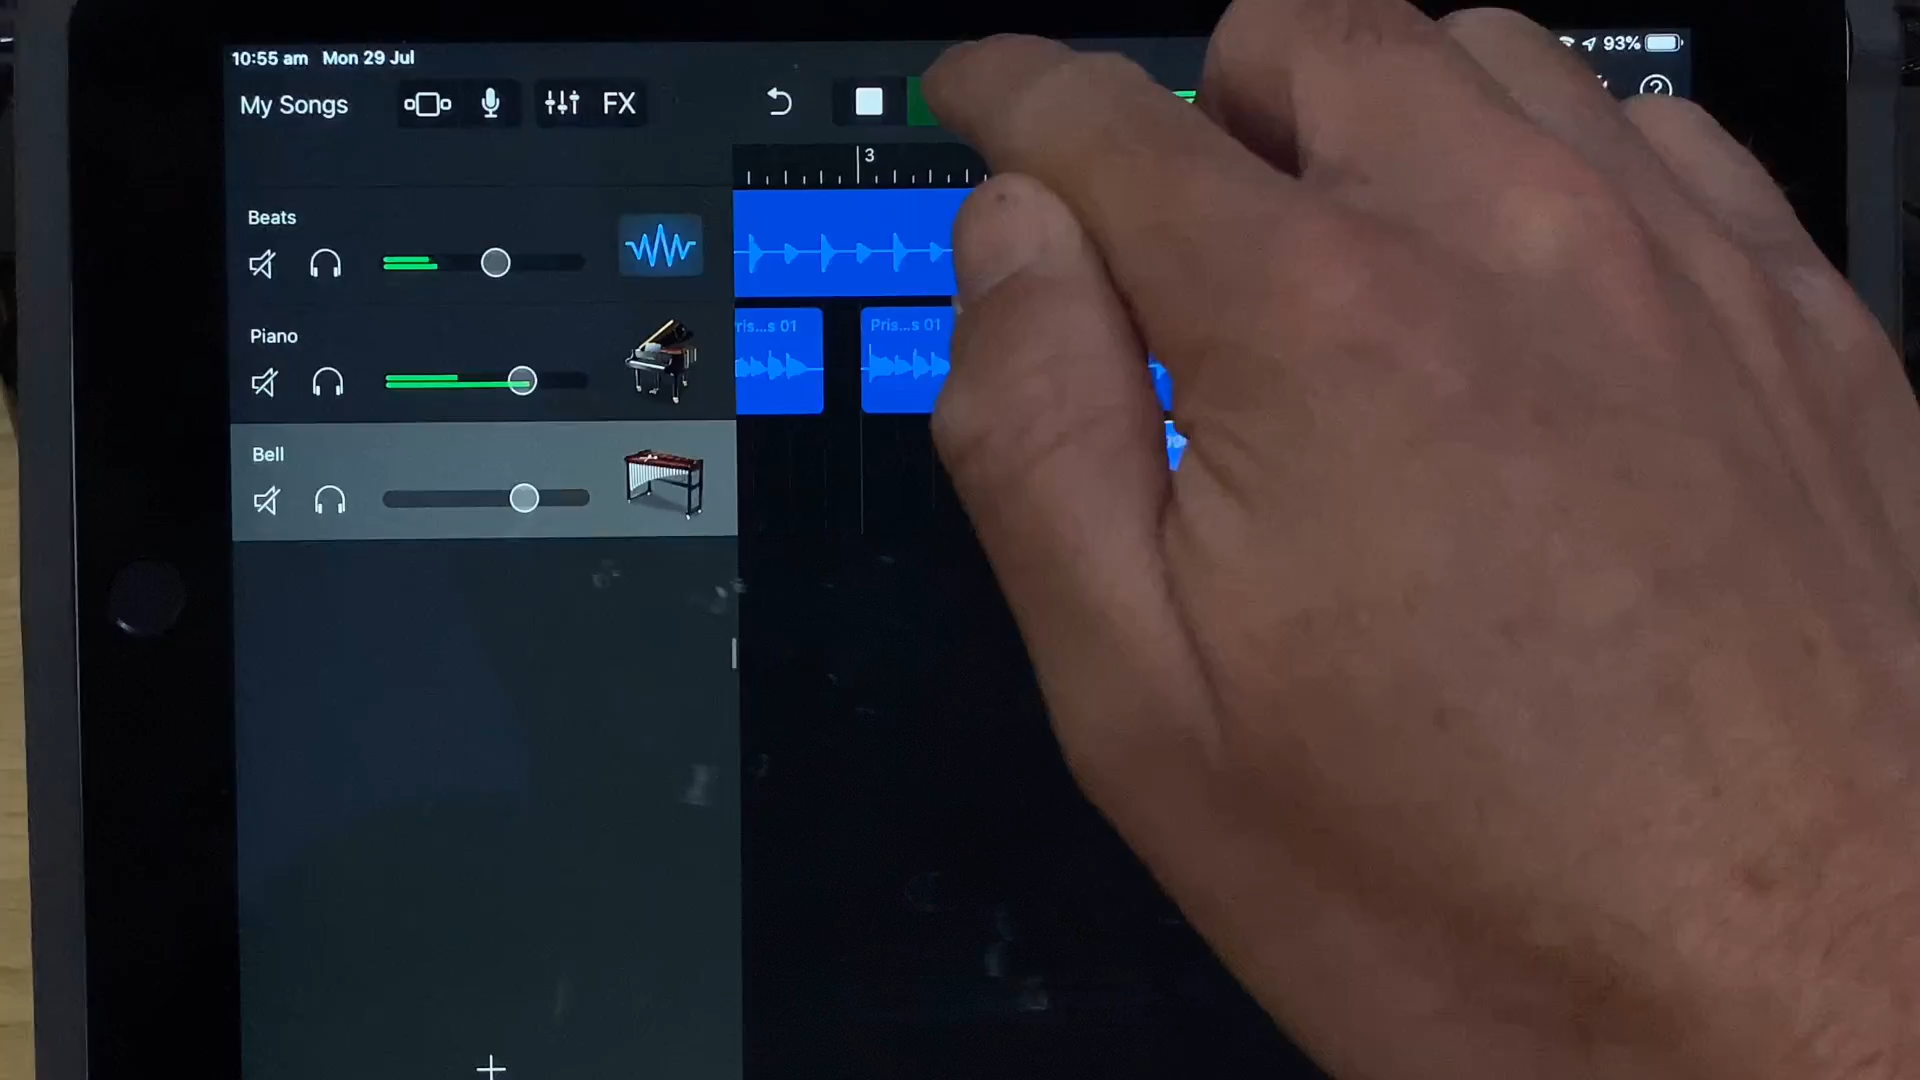 10:55 am Mon 29 Jul
93%
My Songs
FX
?
3
Beats
Piano
ris...s 01
Pris...s 01
Bell